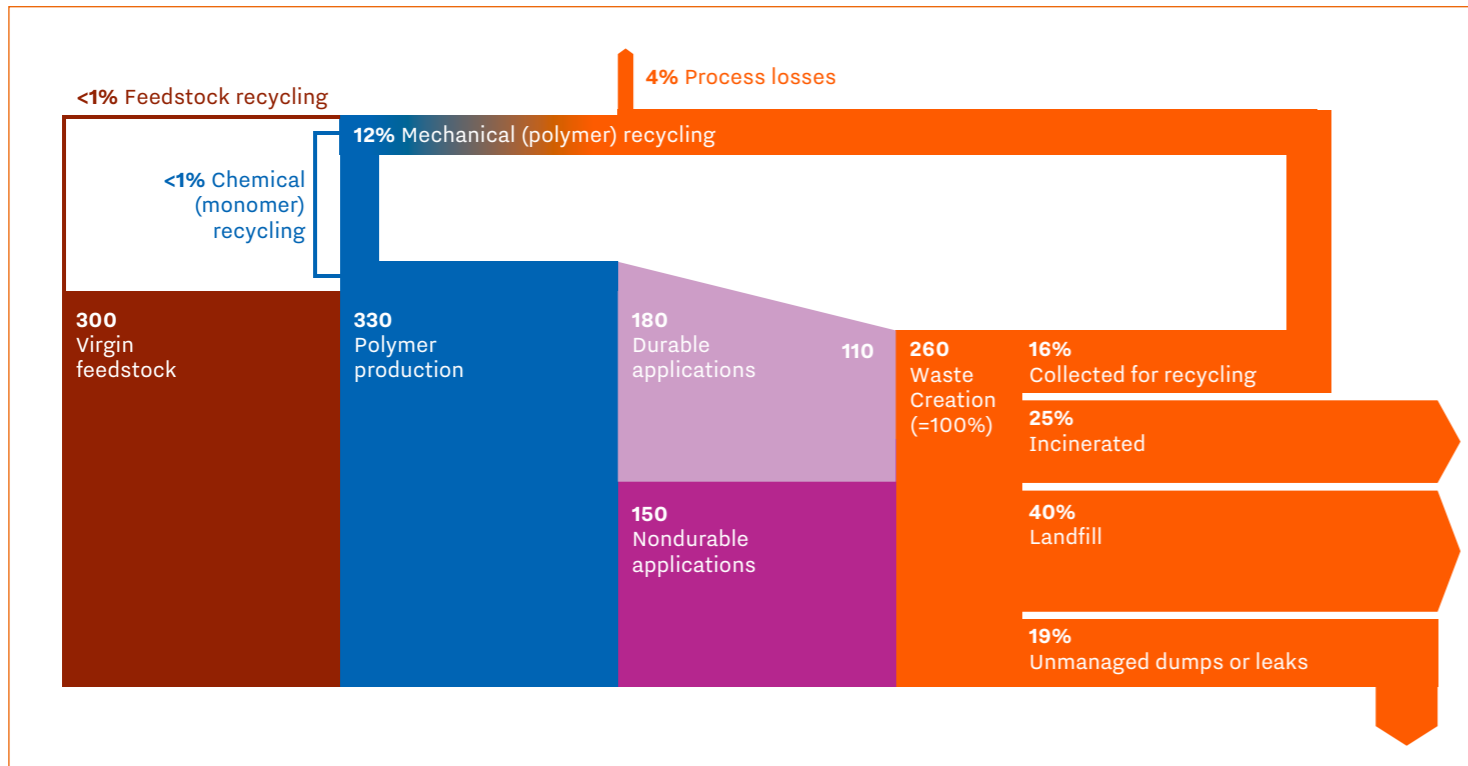 4% Process losses
<1% Feedstock recycling
12% Mechanical (polymer) recycling
<1% Chemical
(monomer)
recycling
300
Virgin
feedstock
330
Polymer
production
180
Durable
applications
110
150
Nondurable
applications
260
Waste
Creation
(=100%)
16%
Collected for recycling
25%
Incinerated
40%
Landfill
19%
Unmanaged dumps or leaks